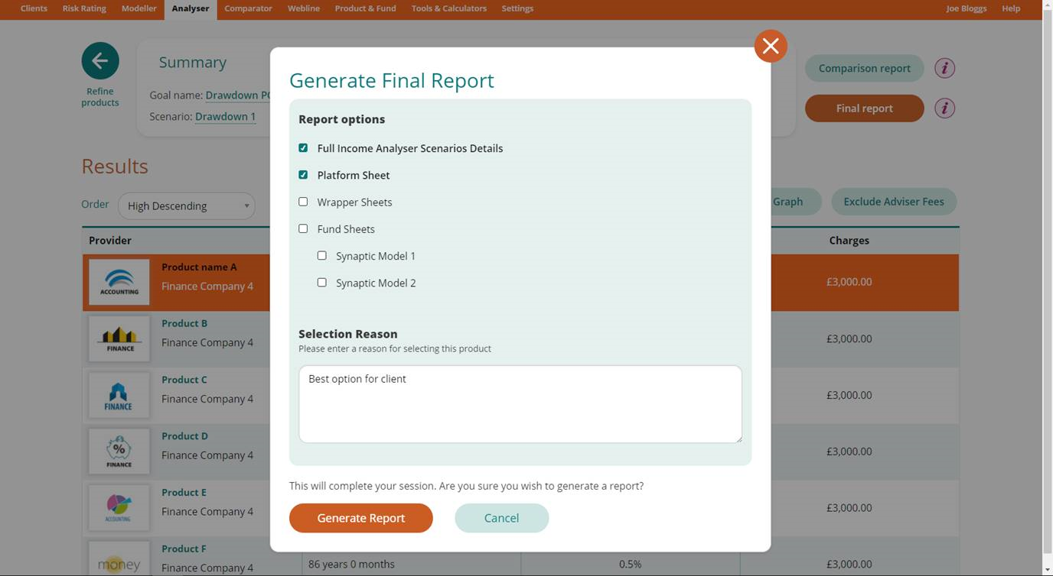 Clients Risk Rating Modeller Analyser Comparator Webline Product & Fund Tools & Calculators Settings Joe Bloggs Help
Refine
products
Summary
Goal name: Drawdown PC
Scenario: Drawdown 1
Comparison report i
Final report i
Results
Order High Descending
Graph Exclude Adviser Fees
Provider Charges
ACCOUNTING Product name A
Finance Company 4 £3,000.00
FINANCE Product B
Finance Company 4 £3,000.00
FINANCE Product C
Finance Company 4 £3,000.00
% FINANCE Product D
Finance Company 4 £3,000.00
ACCOUNTING Product E
Finance Company 4 £3,000.00
money Product F
Finance Company 4 86 years 0 months 0.5% £3,000.00
Generate Final Report
Report options
Full Income Analyser Scenarios Details
Platform Sheet
Wrapper Sheets
Fund Sheets
Synaptic Model 1
Synaptic Model 2
Selection Reason
Please enter a reason for selecting this product
Best option for client
This will complete your session. Are you sure you wish to generate a report?
Generate Report Cancel